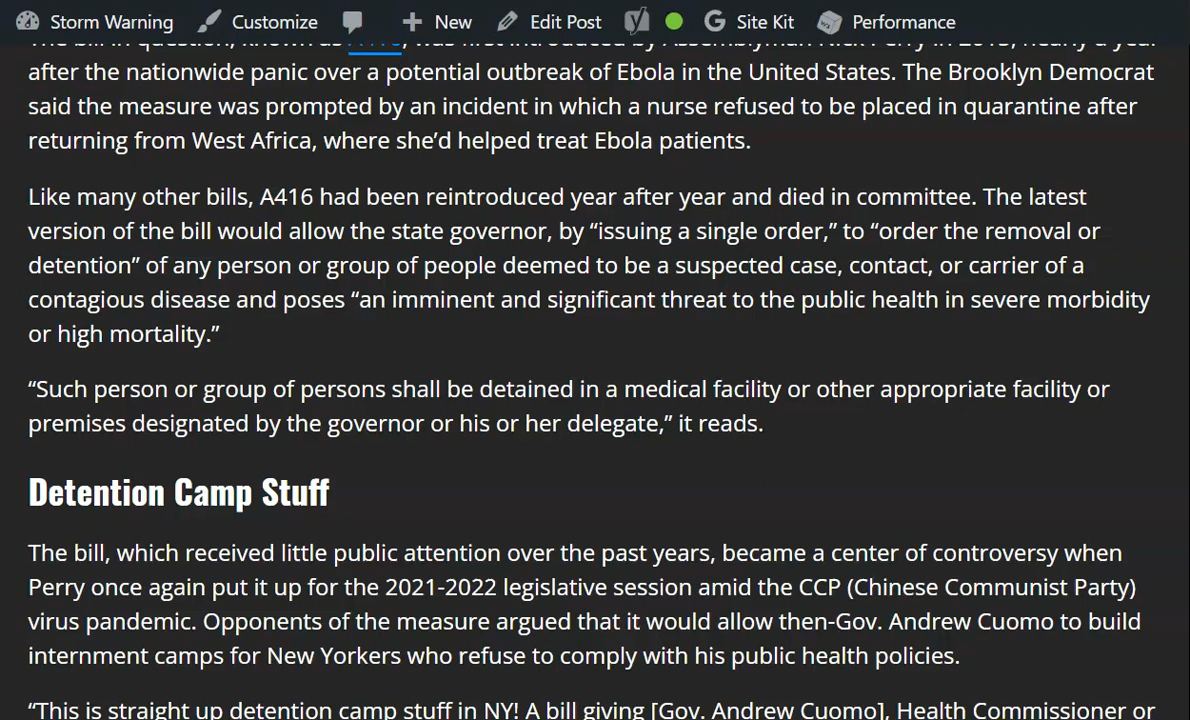 Storm Warning Customize New Edit Post Site Kit Performance
The bill in question, known as A416, was first introduced by Assemblyman Nick Perry in 2015, nearly a year
after the nationwide panic over a potential outbreak of Ebola in the United States. The Brooklyn Democrat
said the measure was prompted by an incident in which a nurse refused to be placed in quarantine after
returning from West Africa, where she’d helped treat Ebola patients.
Like many other bills, A416 had been reintroduced year after year and died in committee. The latest
version of the bill would allow the state governor, by “issuing a single order,” to “order the removal or
detention” of any person or group of people deemed to be a suspected case, contact, or carrier of a
contagious disease and poses “an imminent and significant threat to the public health in severe morbidity
or high mortality.”
“Such person or group of persons shall be detained in a medical facility or other appropriate facility or
premises designated by the governor or his or her delegate,” it reads.
Detention Camp Stuff
The bill, which received little public attention over the past years, became a center of controversy when
Perry once again put it up for the 2021-2022 legislative session amid the CCP (Chinese Communist Party)
virus pandemic. Opponents of the measure argued that it would allow then-Gov. Andrew Cuomo to build
internment camps for New Yorkers who refuse to comply with his public health policies.
“This is straight up detention camp stuff in NY! A bill giving [Gov. Andrew Cuomo], Health Commissioner or